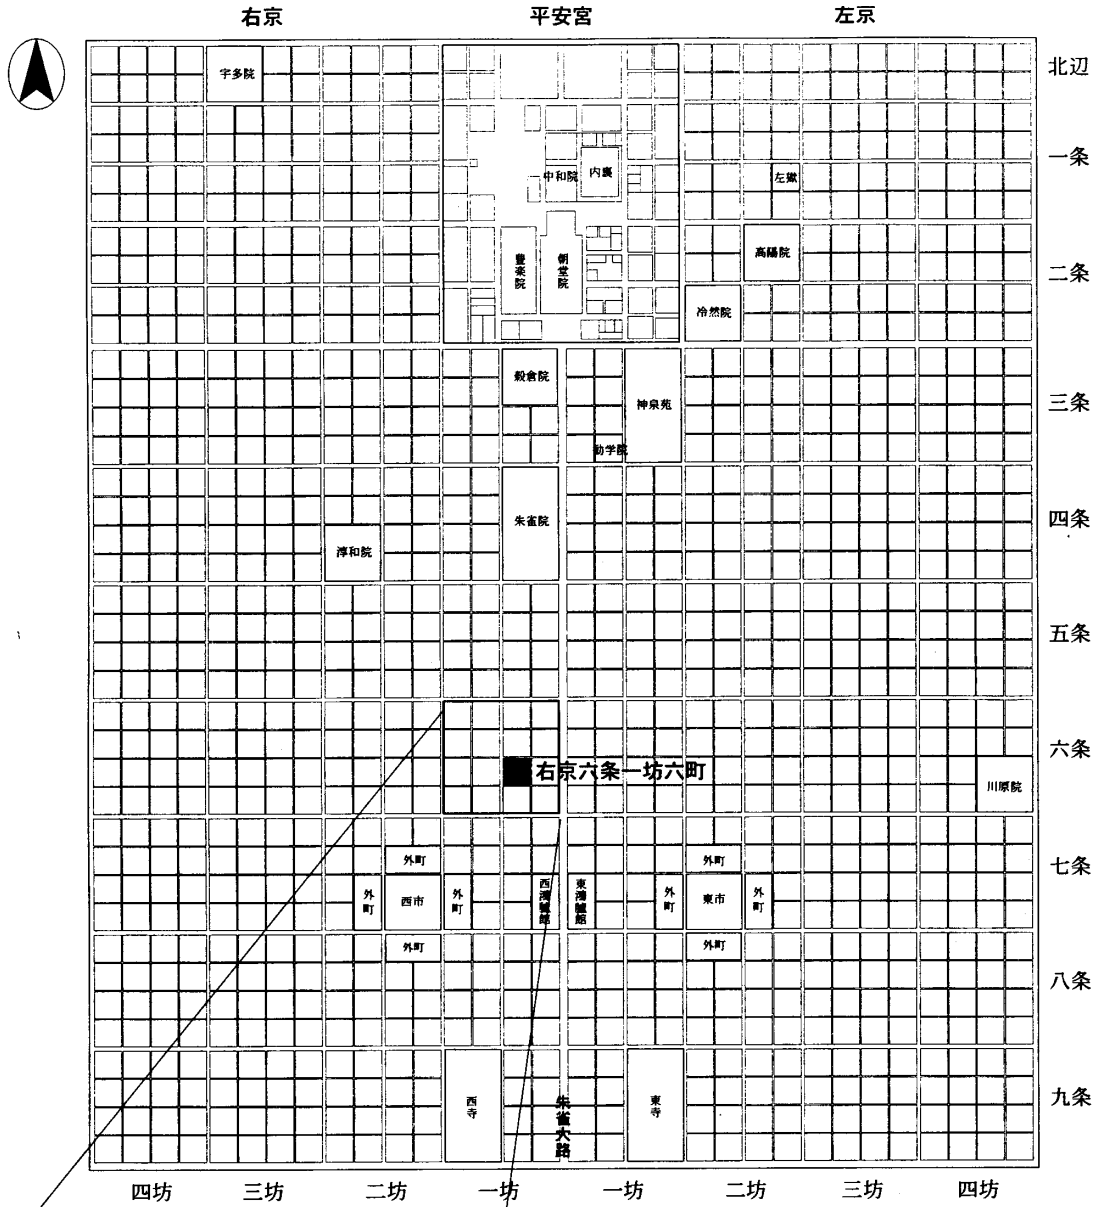 右京
平安宮
左京
北辺
宇多院
一条
中和院
内裏
左獄
二条
高陽院
豊楽院
朝堂院
冷然院
三条
穀倉院
神泉苑
勧学院
四条
朱雀院
淳和院
五条
六条
右京六条一坊六町
川原院
七条
外町
外町
外町
西市
外町
西鴻臚館
東鴻臚館
外町
東市
外町
外町
外町
八条
九条
西寺
朱雀大路
東寺
四坊
三坊
二坊
一坊
一坊
二坊
三坊
四坊